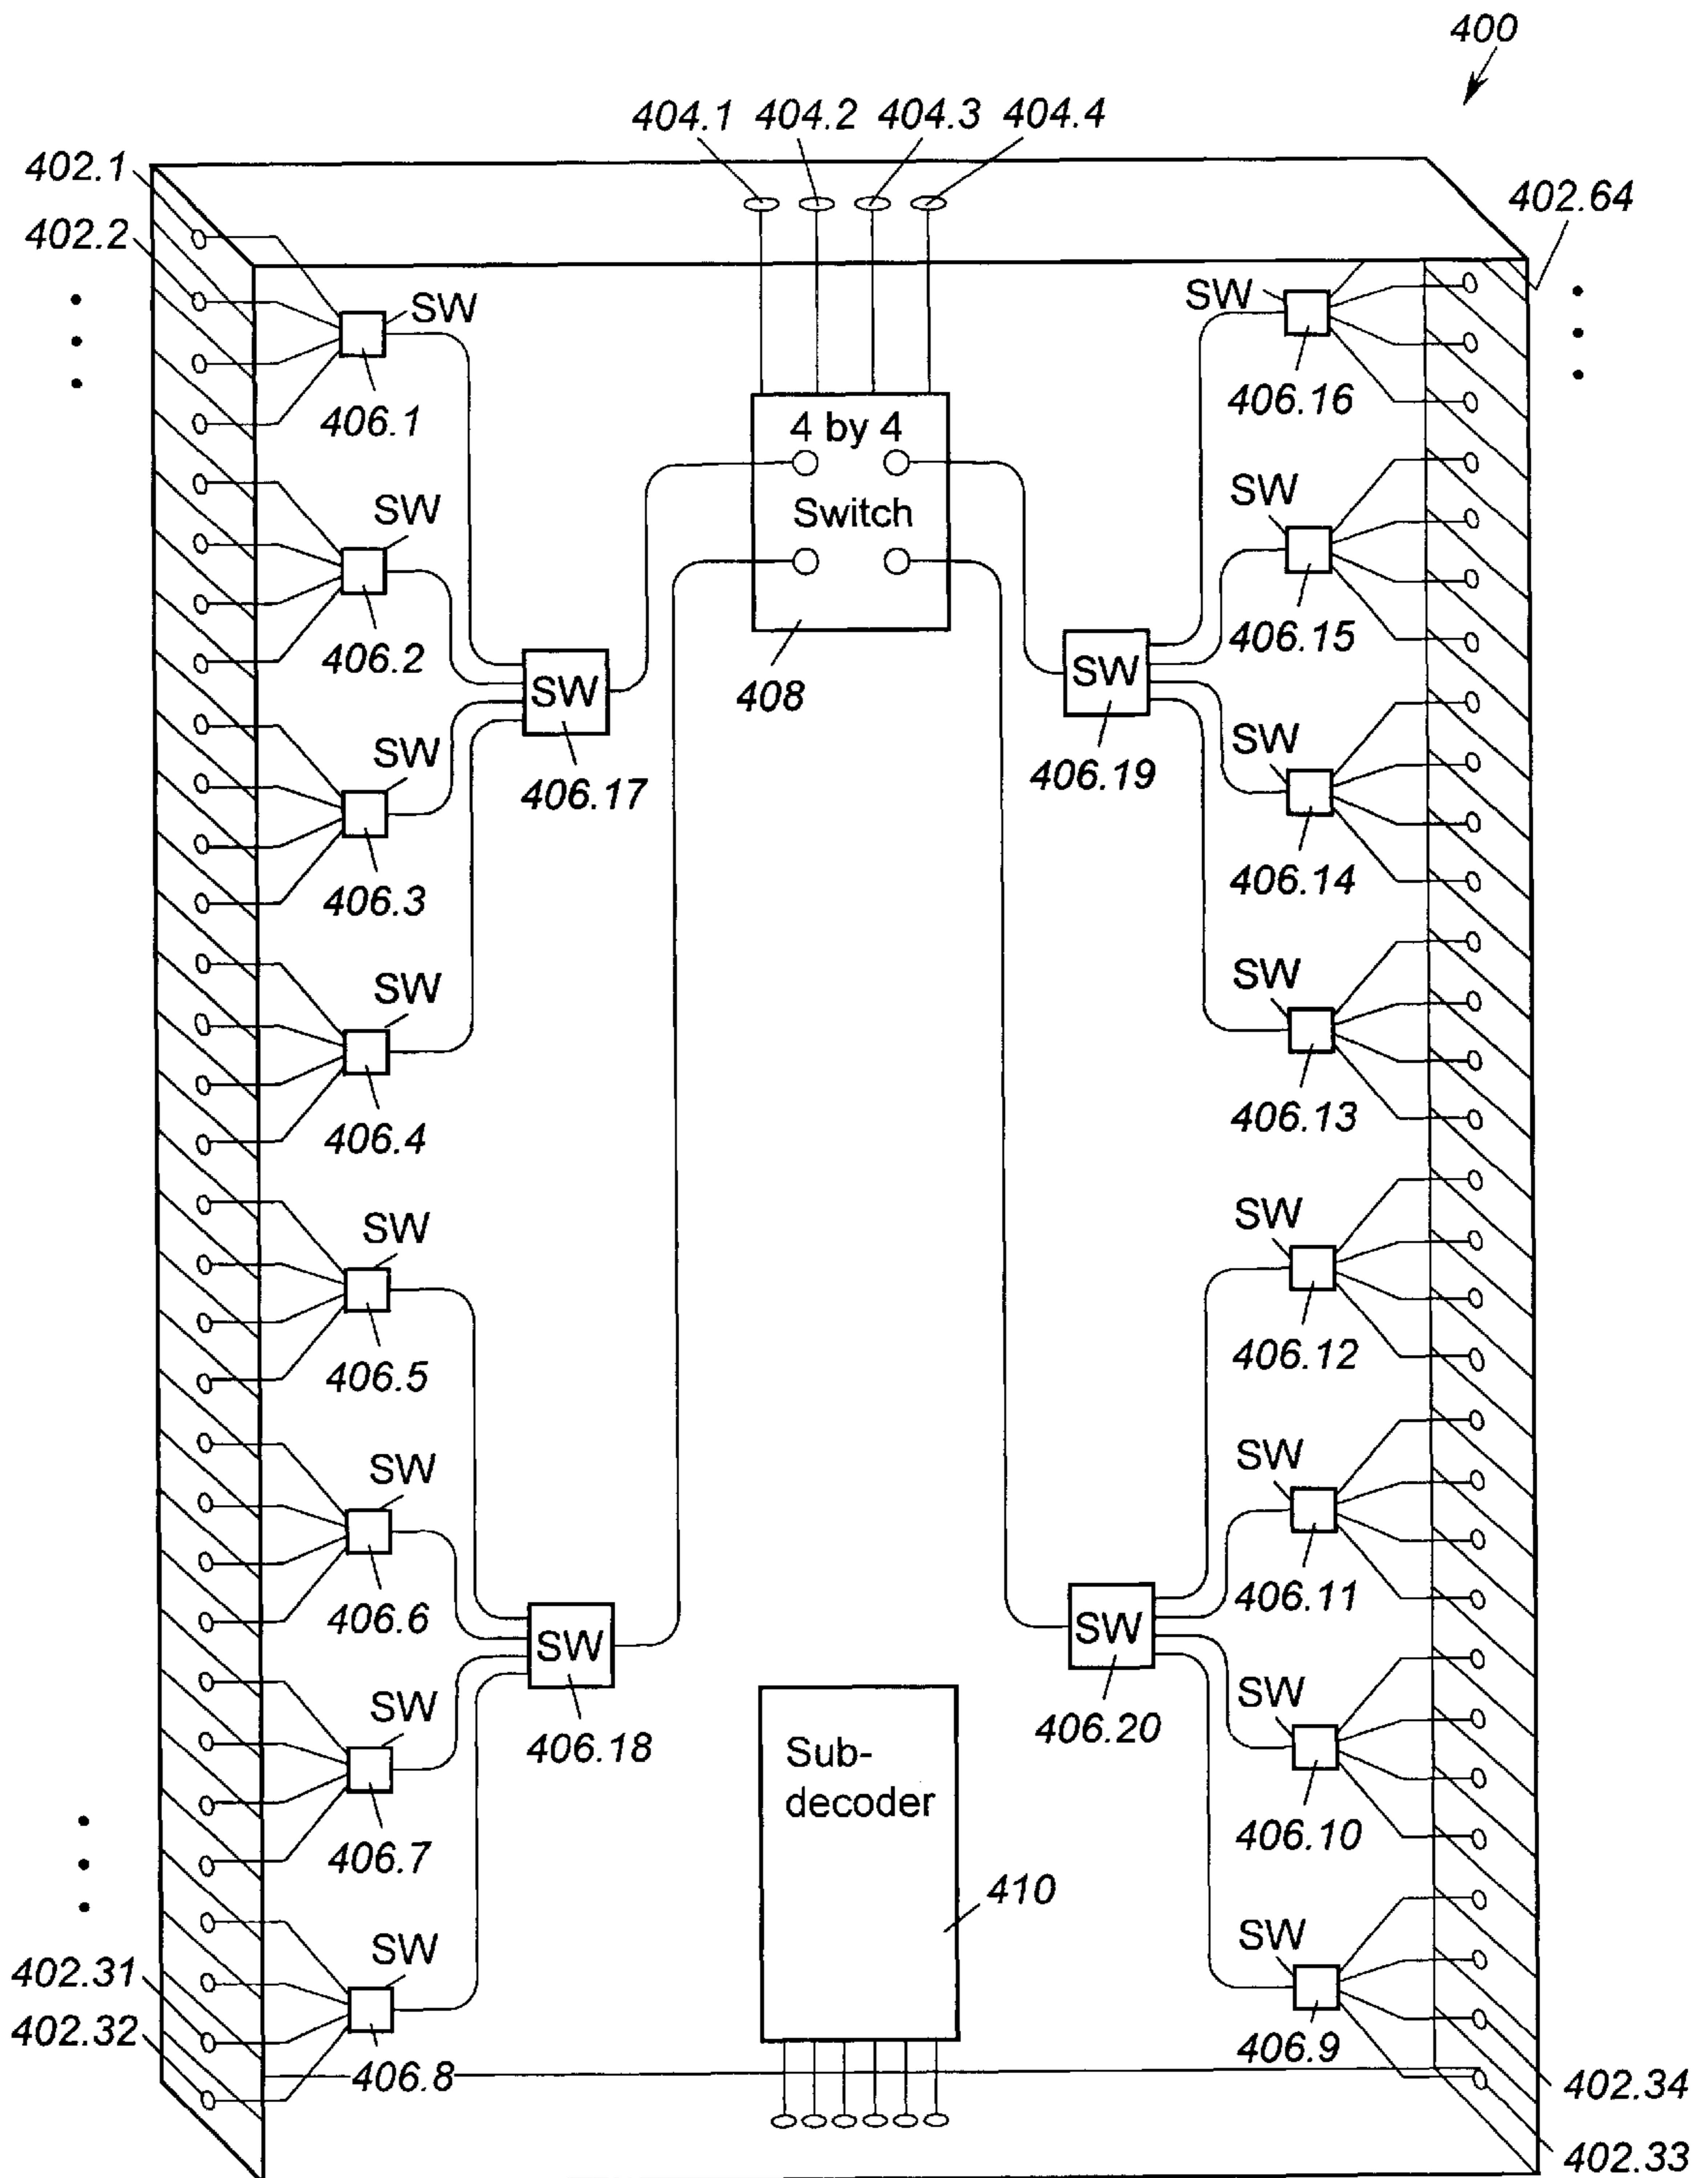 400
404.1 404.2 404.3 404.4
402.1
402.64
402.2
SW
SW
406.1
406.16
4 by 4
Switch
SW
SW
406.2
406.15
SW
SW
408
406.17
406.19
SW
SW
406.3
406.14
SW
SW
406.4
406.13
SW
SW
406.5
406.12
SW
SW
406.6
406.11
SW
SW
406.18
406.20
SW
SW
Sub-
decoder
406.7
406.10
410
SW
SW
402.31
402.32
406.8
406.9
402.34
402.33